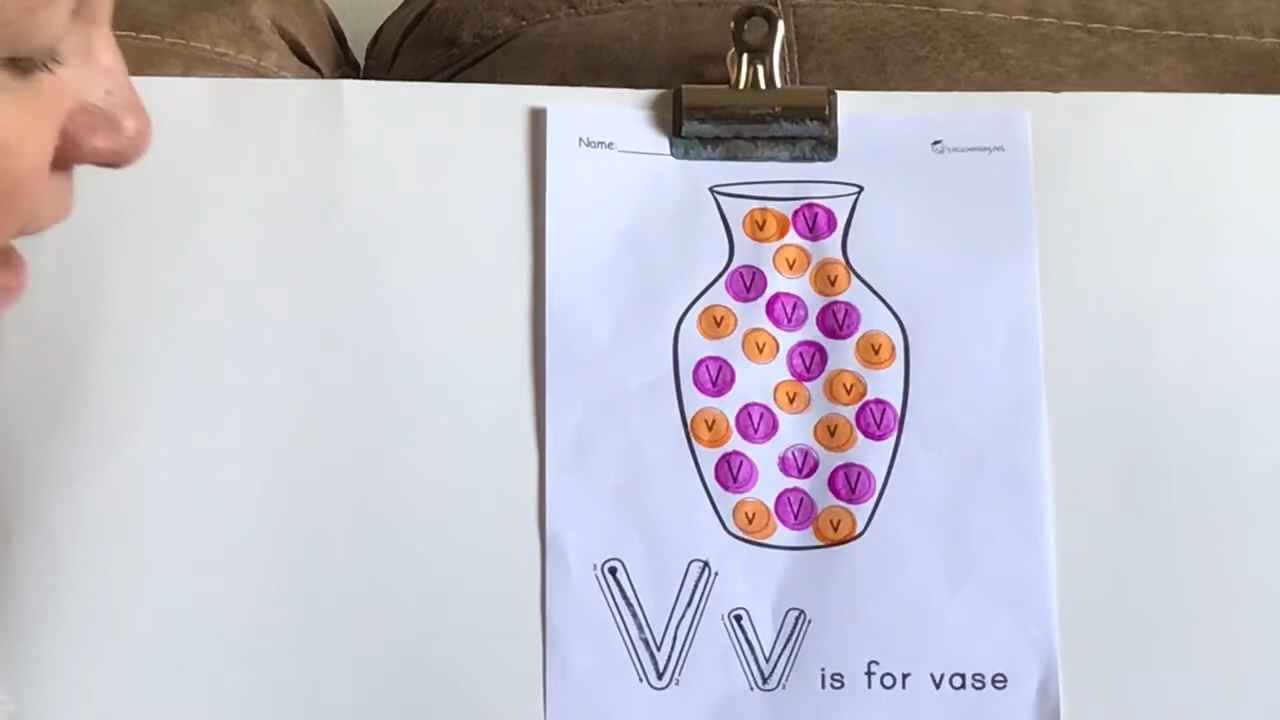 Name
v V
v
V v
v V V
v V v
V v v
v V v V
V V V
v V v
V v is for vase